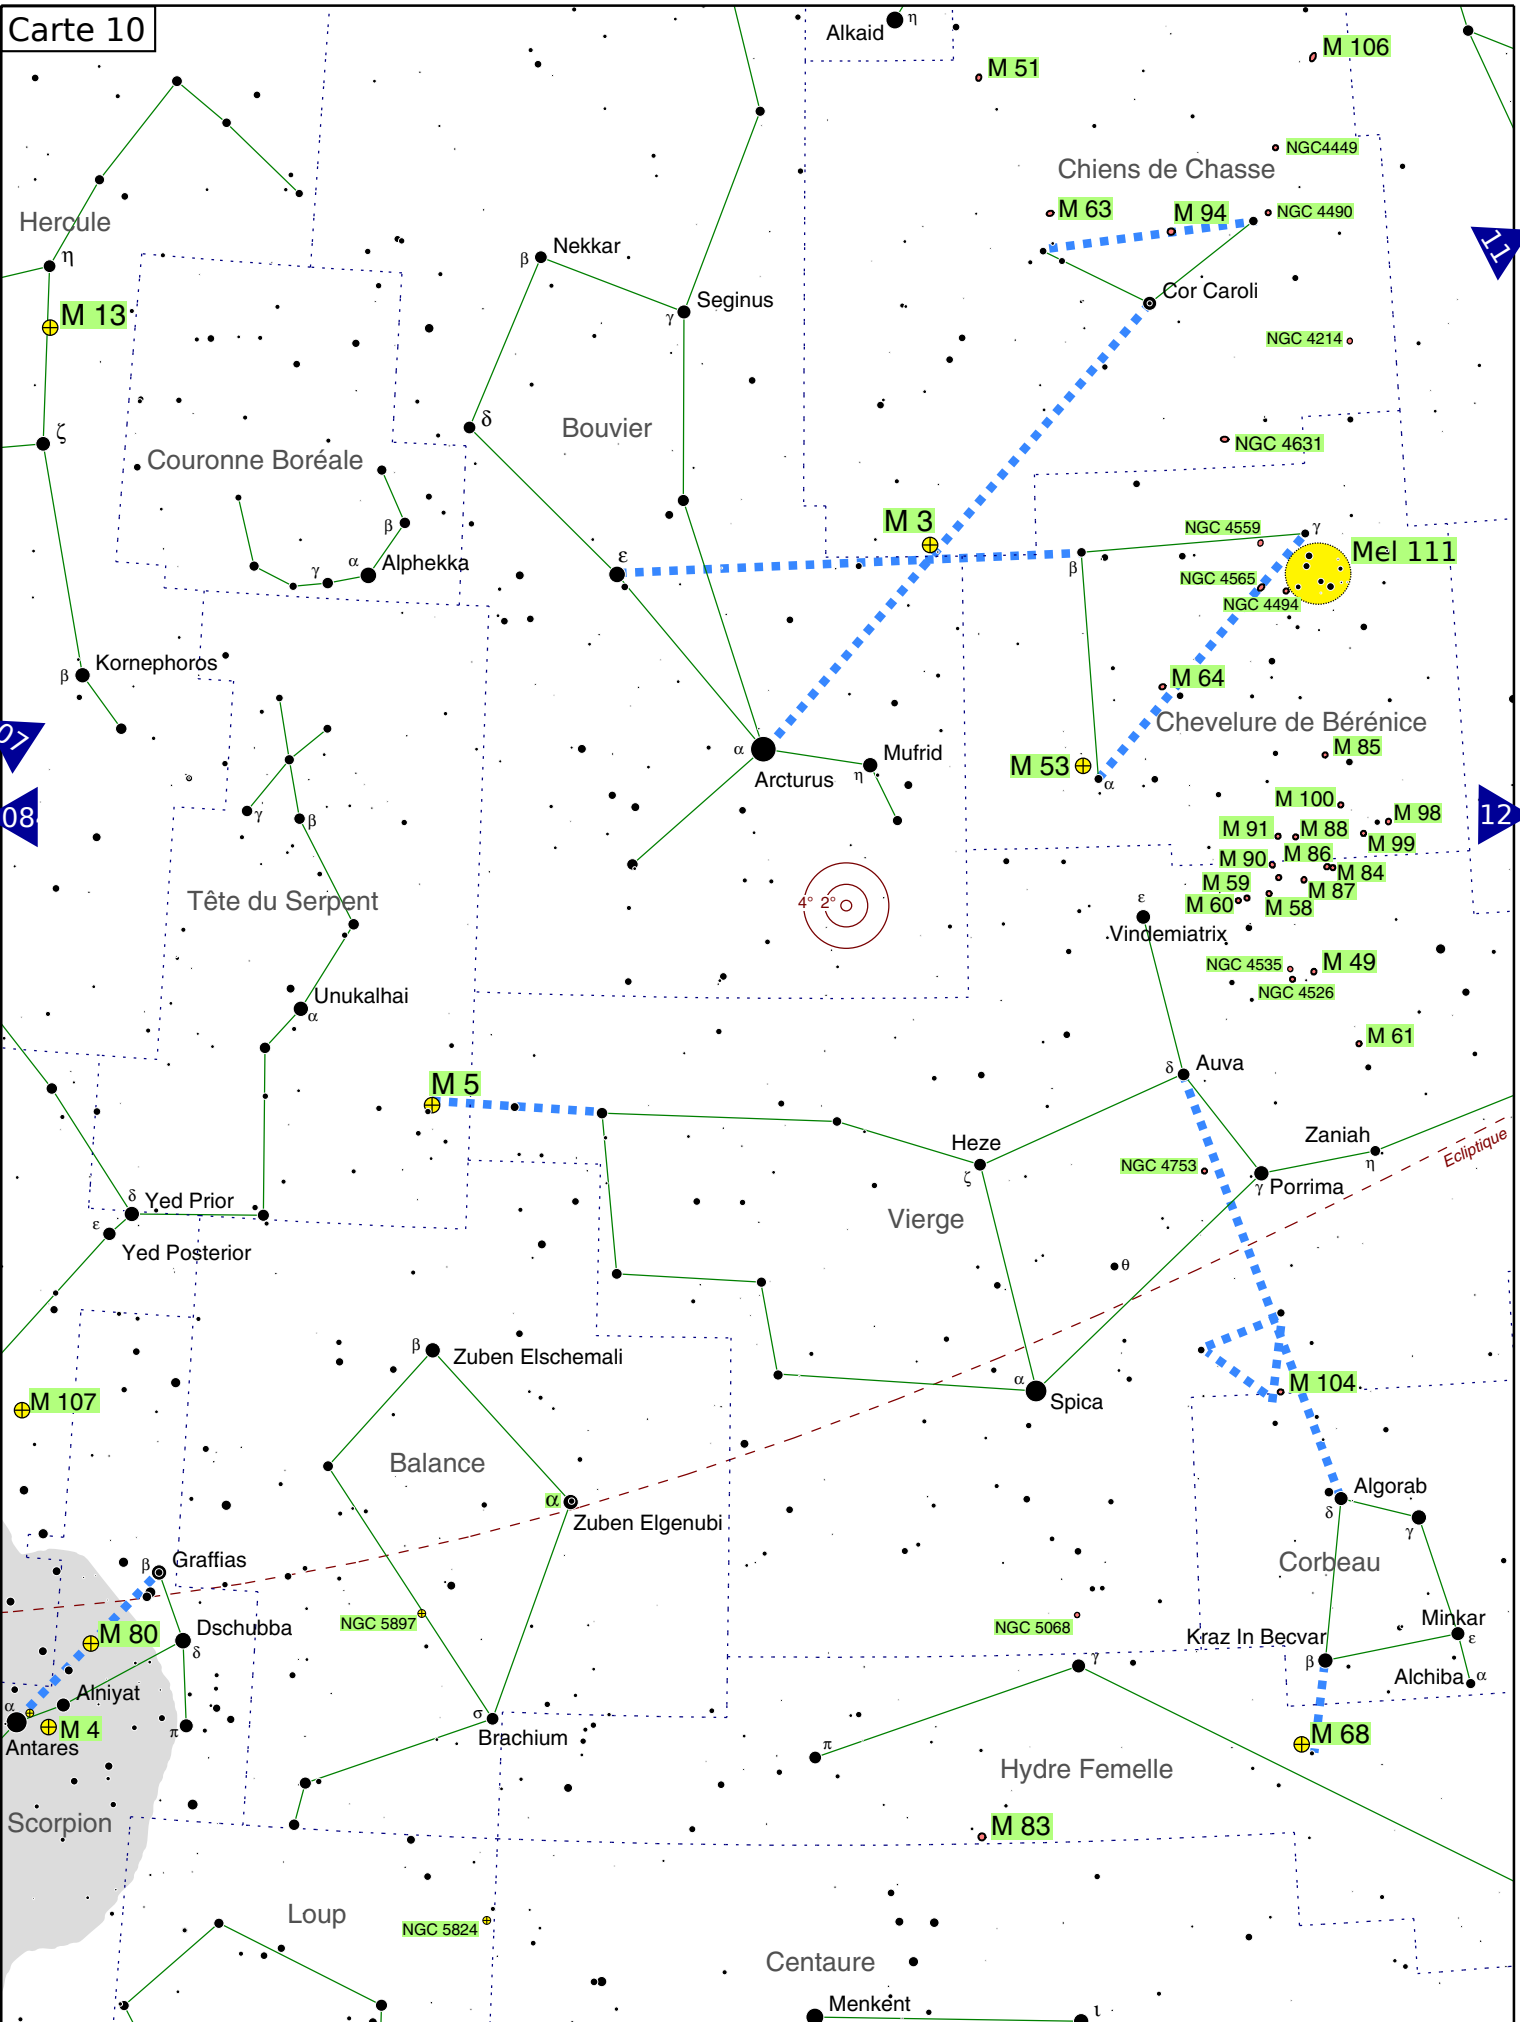 Carte 10
Alkaid η
M 51
M 106
NGC4449
Chiens de Chasse
M 63
M 94
NGC 4490
11
Hercule
η
Nekkar
β
Seginus
γ
Cor Caroli
M 13
NGC 4214
ζ
δ
Bouvier
Couronne Boréale
NGC 4631
β
M 3
NGC 4559
γ
Mel 111
α
Alphekka
γ
ε
β
NGC 4565
NGC 4494
Kornephoros
β
M 64
Chevelure de Bérénice
07
α
Arcturus
Mufrid
η
M 53
α
M 85
08
γ
β
M 100
M 98
12
M 91
M 88
M 99
M 90
M 86
M 84
M 59
M 87
M 60
M 58
Tête du Serpent
4° 2°
ε
Vindemiatrix
NGC 4535
M 49
NGC 4526
Unukalhai
α
M 61
Auva
δ
M 5
Heze
ζ
Zaniah
η
Ecliptique
NGC 4753
γ Porrima
δ
Yed Prior
ε
Yed Posterior
Vierge
θ
β
Zuben Elschemali
M 107
M 104
α
Spica
Balance
α
Zuben Elgenubi
Algorab
δ
γ
β
Graffias
Corbeau
NGC 5897
NGC 5068
Minkar
ε
M 80
Dschubba
δ
Kraz In Becvar
β
Alchiba
α
γ
Alniyat
α
M 4
Antares
π
σ
Brachium
π
M 68
Hydre Femelle
Scorpion
M 83
Loup
NGC 5824
Centaure
Menkent
ι